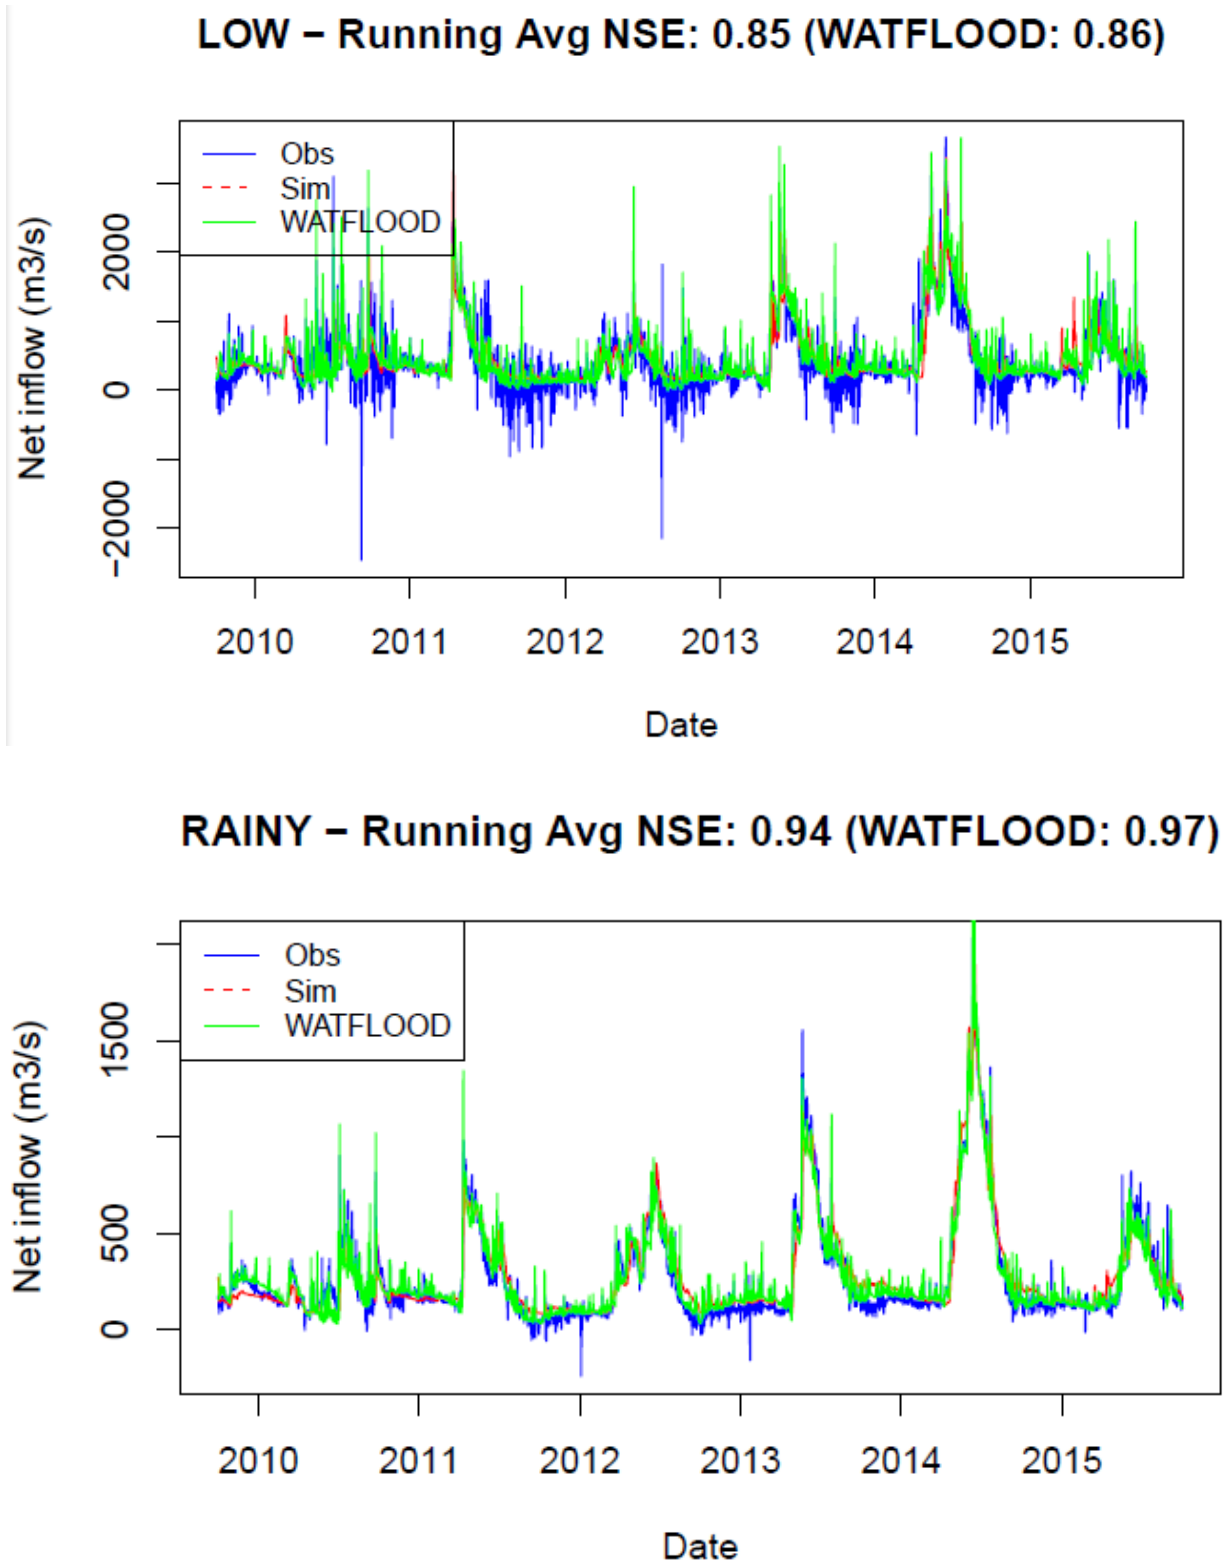 LOW − Running Avg NSE: 0.85 (WATFLOOD: 0.86)
Obs
Sim
WATFLOOD
Net inflow (m3/s)
2000
0
−2000
2010 2011 2012 2013 2014 2015
Date
RAINY − Running Avg NSE: 0.94 (WATFLOOD: 0.97)
Obs
Sim
WATFLOOD
Net inflow (m3/s)
1500
500
0
2010 2011 2012 2013 2014 2015
Date